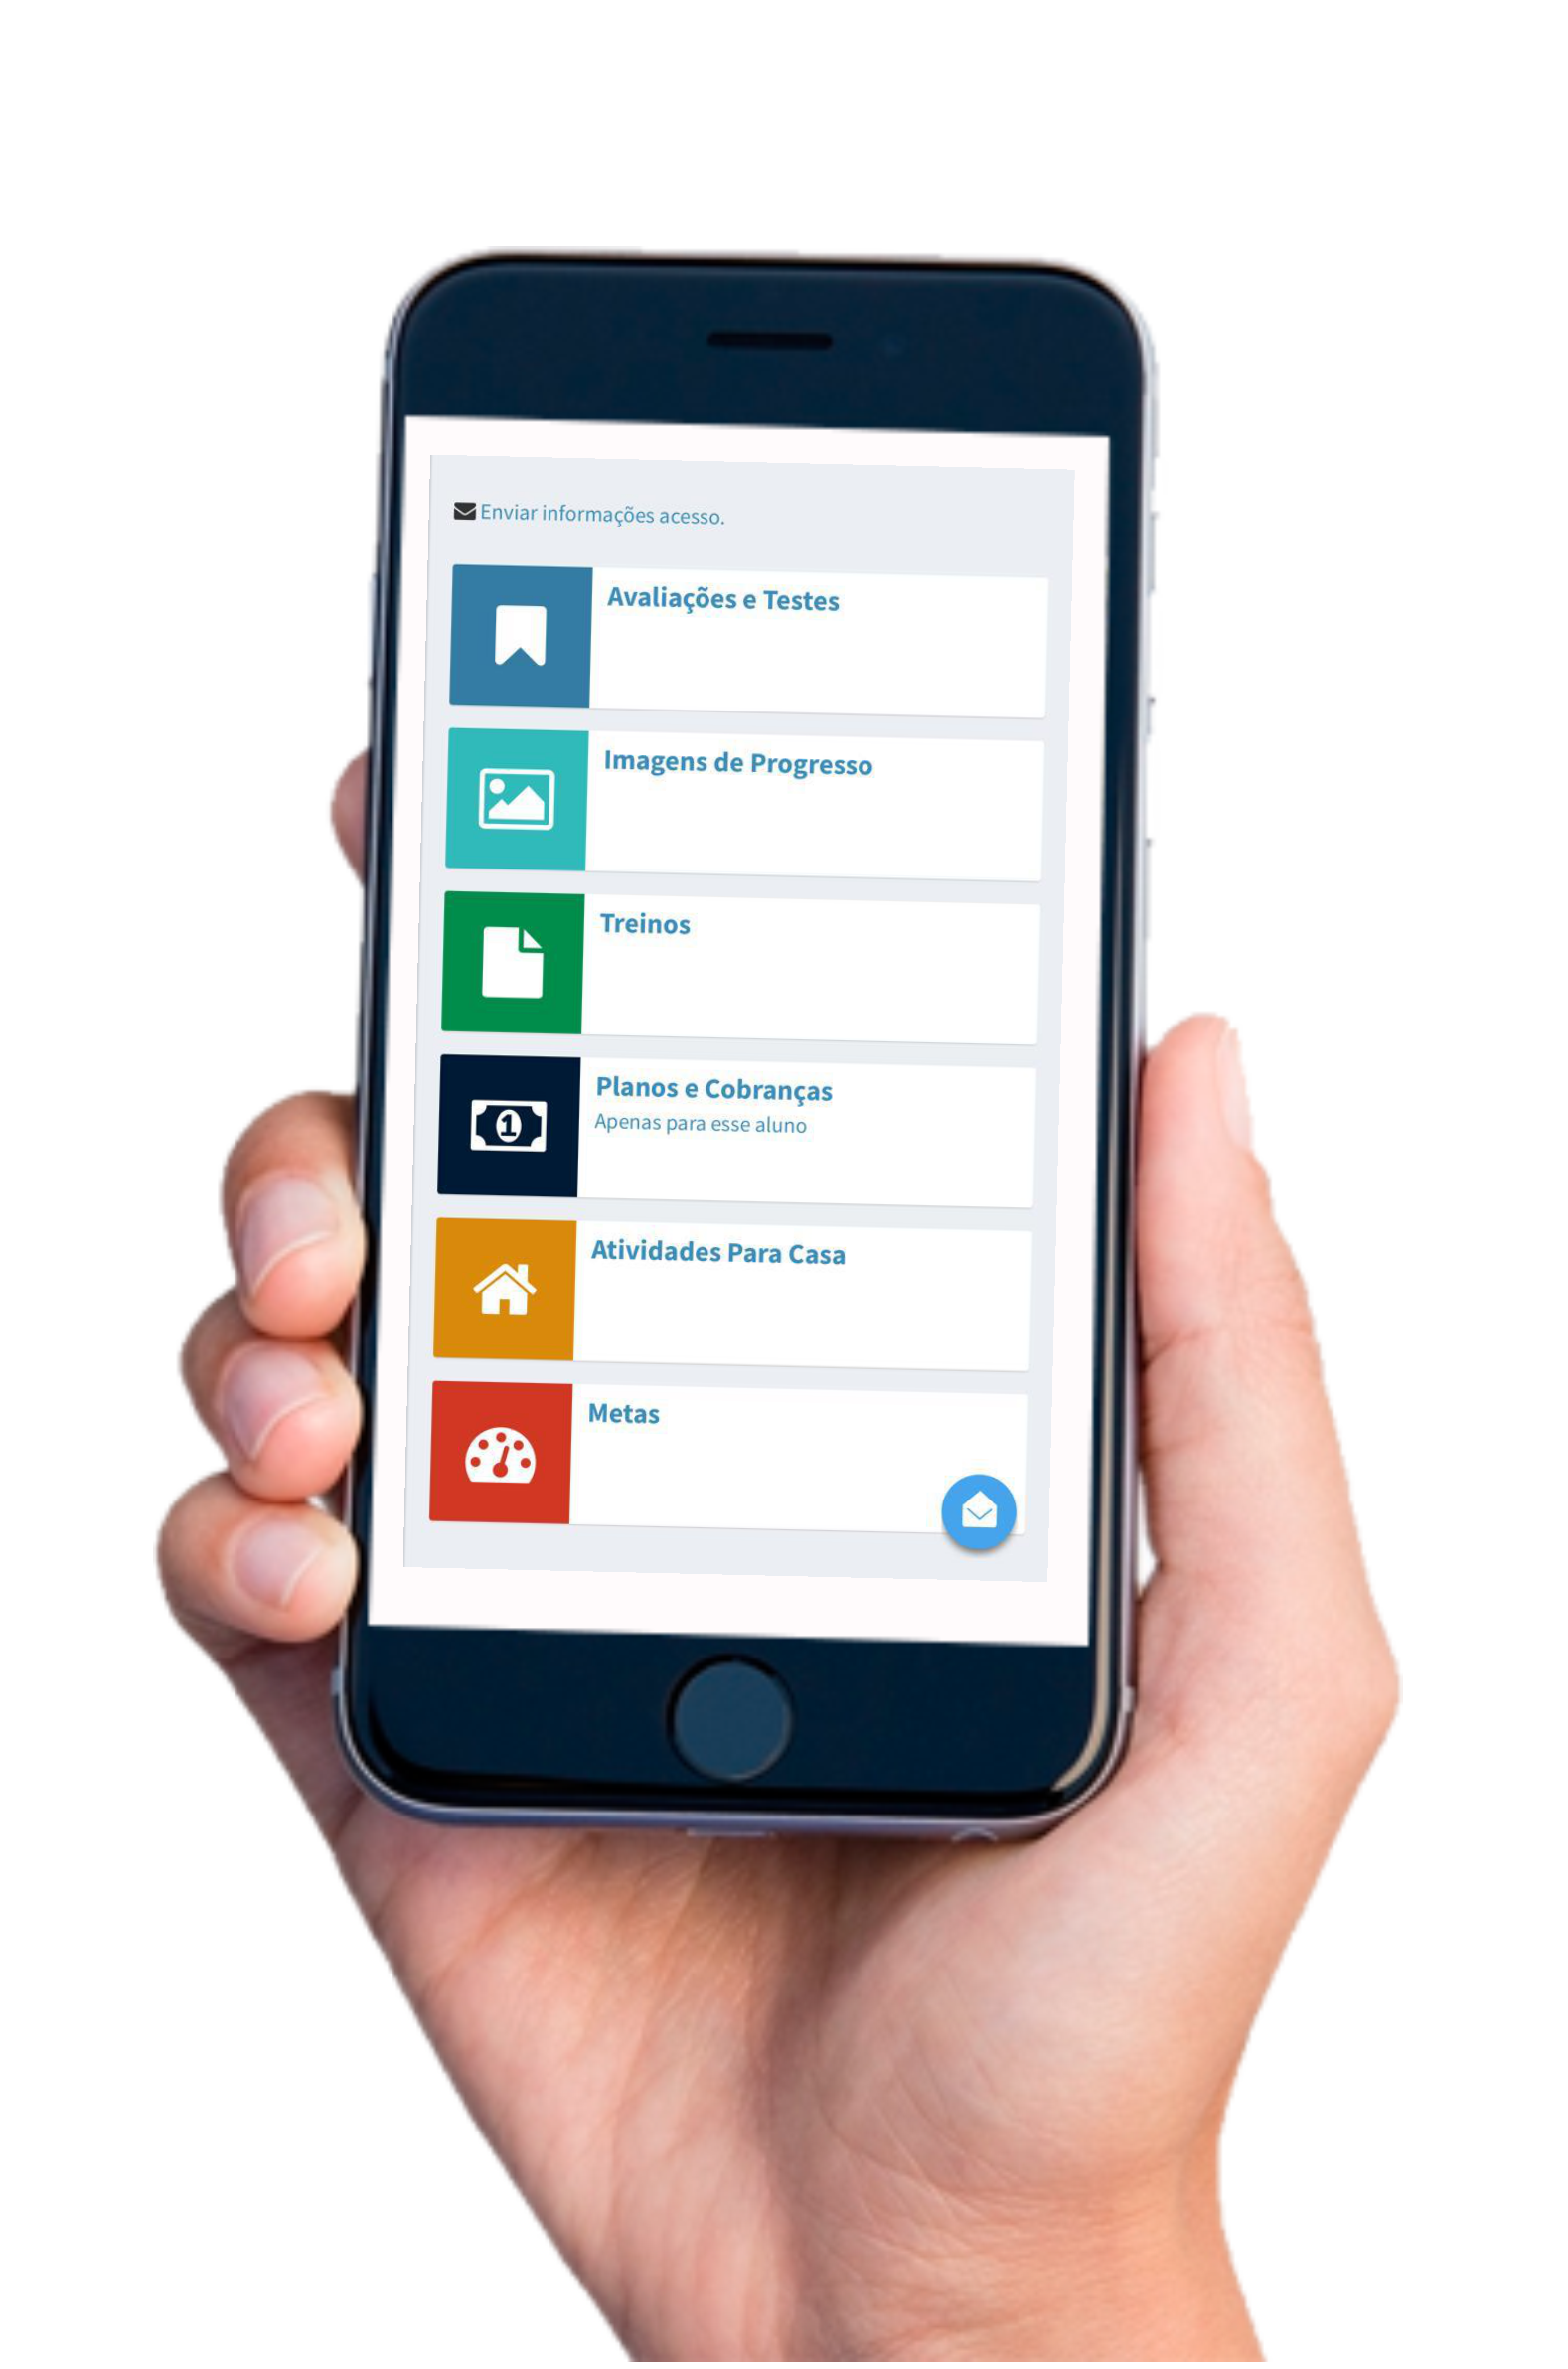 Enviar informações acesso.
Avaliações e Testes
Imagens de Progresso
Treinos
Planos e Cobranças
Apenas para esse aluno
Atividades Para Casa
Metas